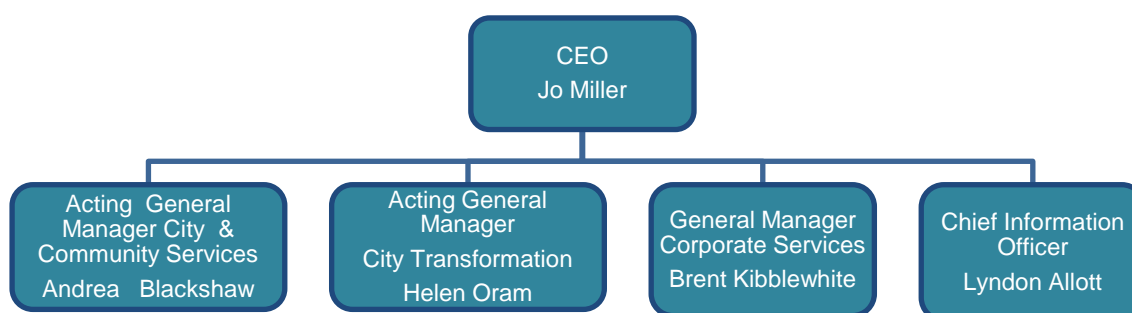 CEO
Jo Miller
Acting General
Manager City &
Community Services
Andrea Blackshaw
Acting General
Manager
City Transformation
Helen Oram
General Manager
Corporate Services
Brent Kibblewhite
Chief Information
Officer
Lyndon Allott